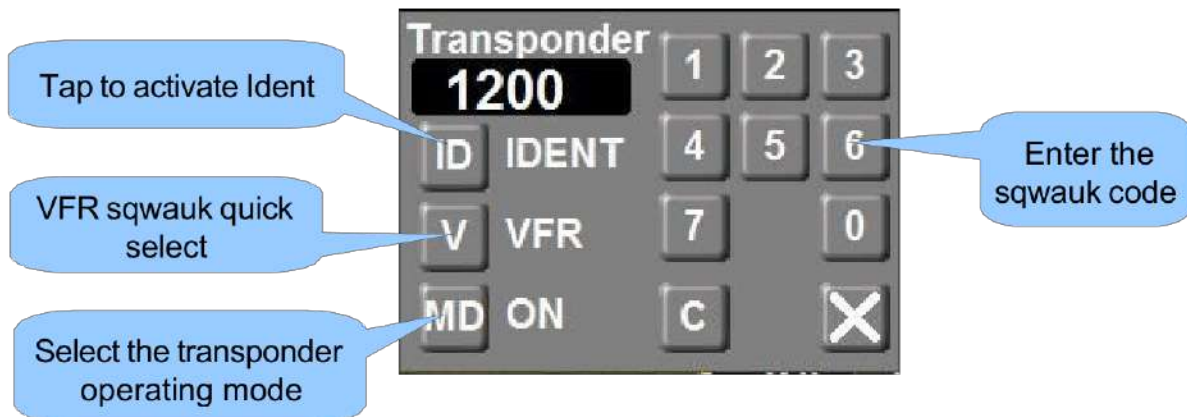 Transponder
1200
ID IDENT
V VFR
MD ON
1 2 3
4 5 6
7 0
C X
Tap to activate Ident
VFR sqwauk quick
select
Select the transponder
operating mode
Enter the
sqwauk code